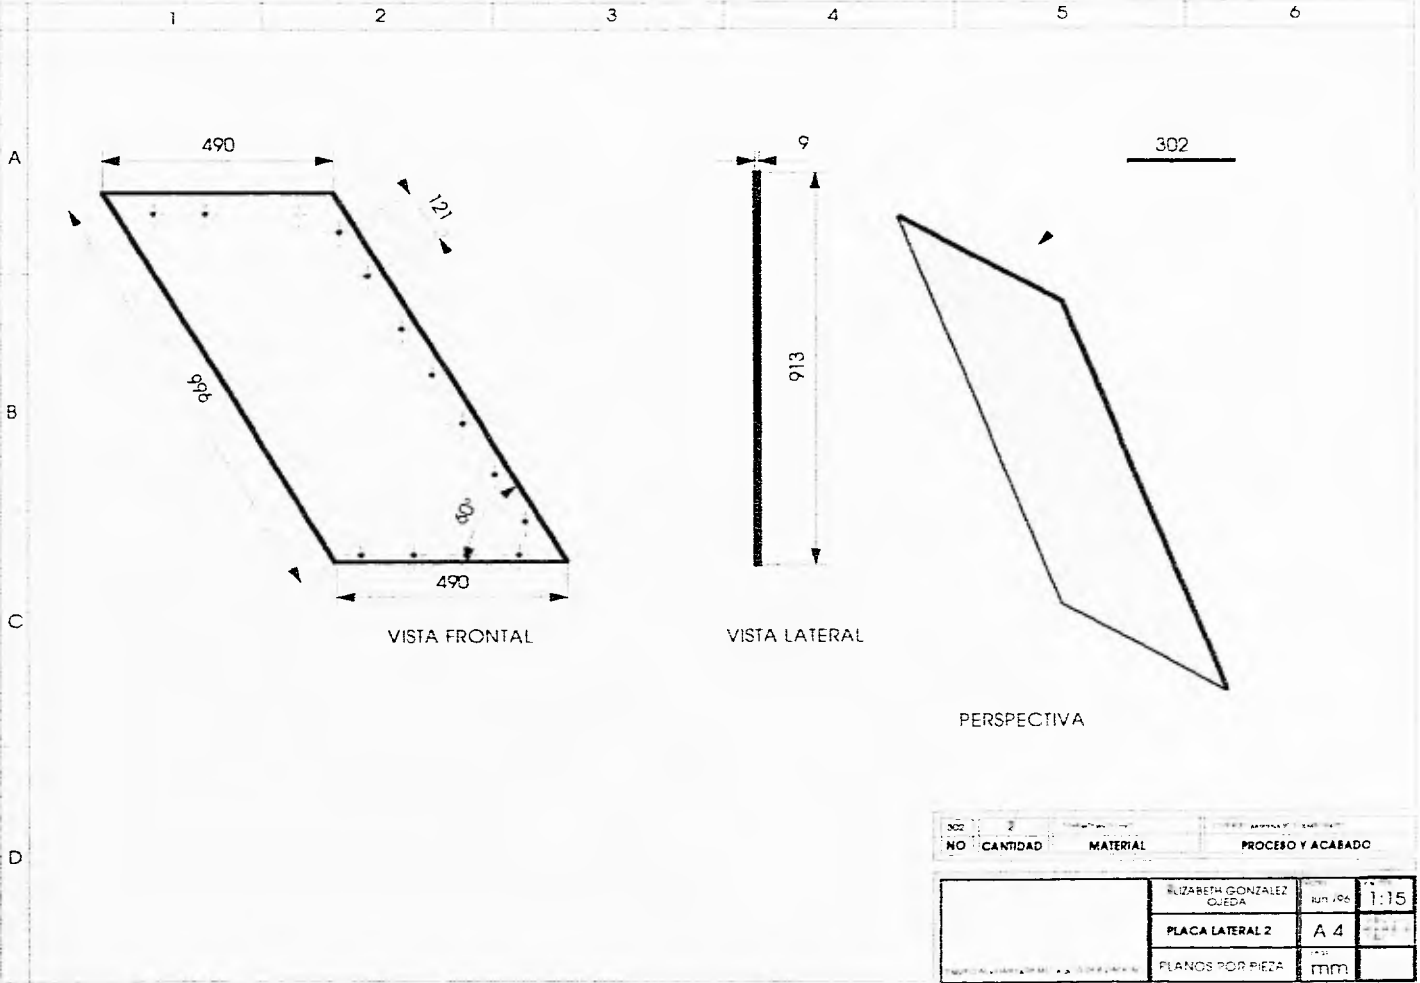 1 2 3 4 5 6
A
490
9
302
121
996
913
B
60°
490
C
VISTA FRONTAL
VISTA LATERAL
PERSPECTIVA
D
302 2
NO CANTIDAD MATERIAL PROCESO Y ACABADO
ELIZABETH GONZALEZ
OJEDA
jun /96
1:15
PLACA LATERAL 2
A 4
PLANOS POR PIEZA
mm